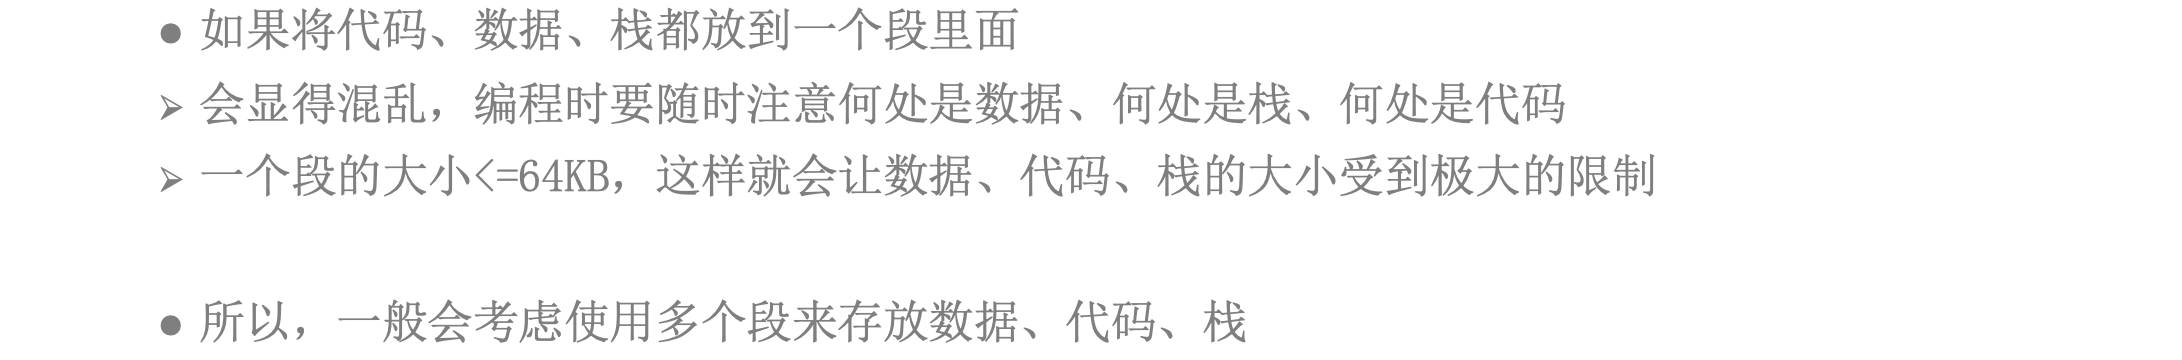 ● 如果将代码、数据、栈都放到一个段里面
➢ 会显得混乱，编程时要随时注意何处是数据、何处是栈、何处是代码
➢ 一个段的大小<=64KB，这样就会让数据、代码、栈的大小受到极大的限制
● 所以，一般会考虑使用多个段来存放数据、代码、栈